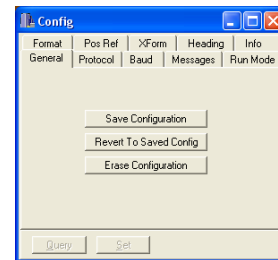 Config
Format Pos Ref XForm Heading Info
General Protocol Baud Messages Run Mode
Save Configuration
Revert To Saved Config
Erase Configuration
Query Set